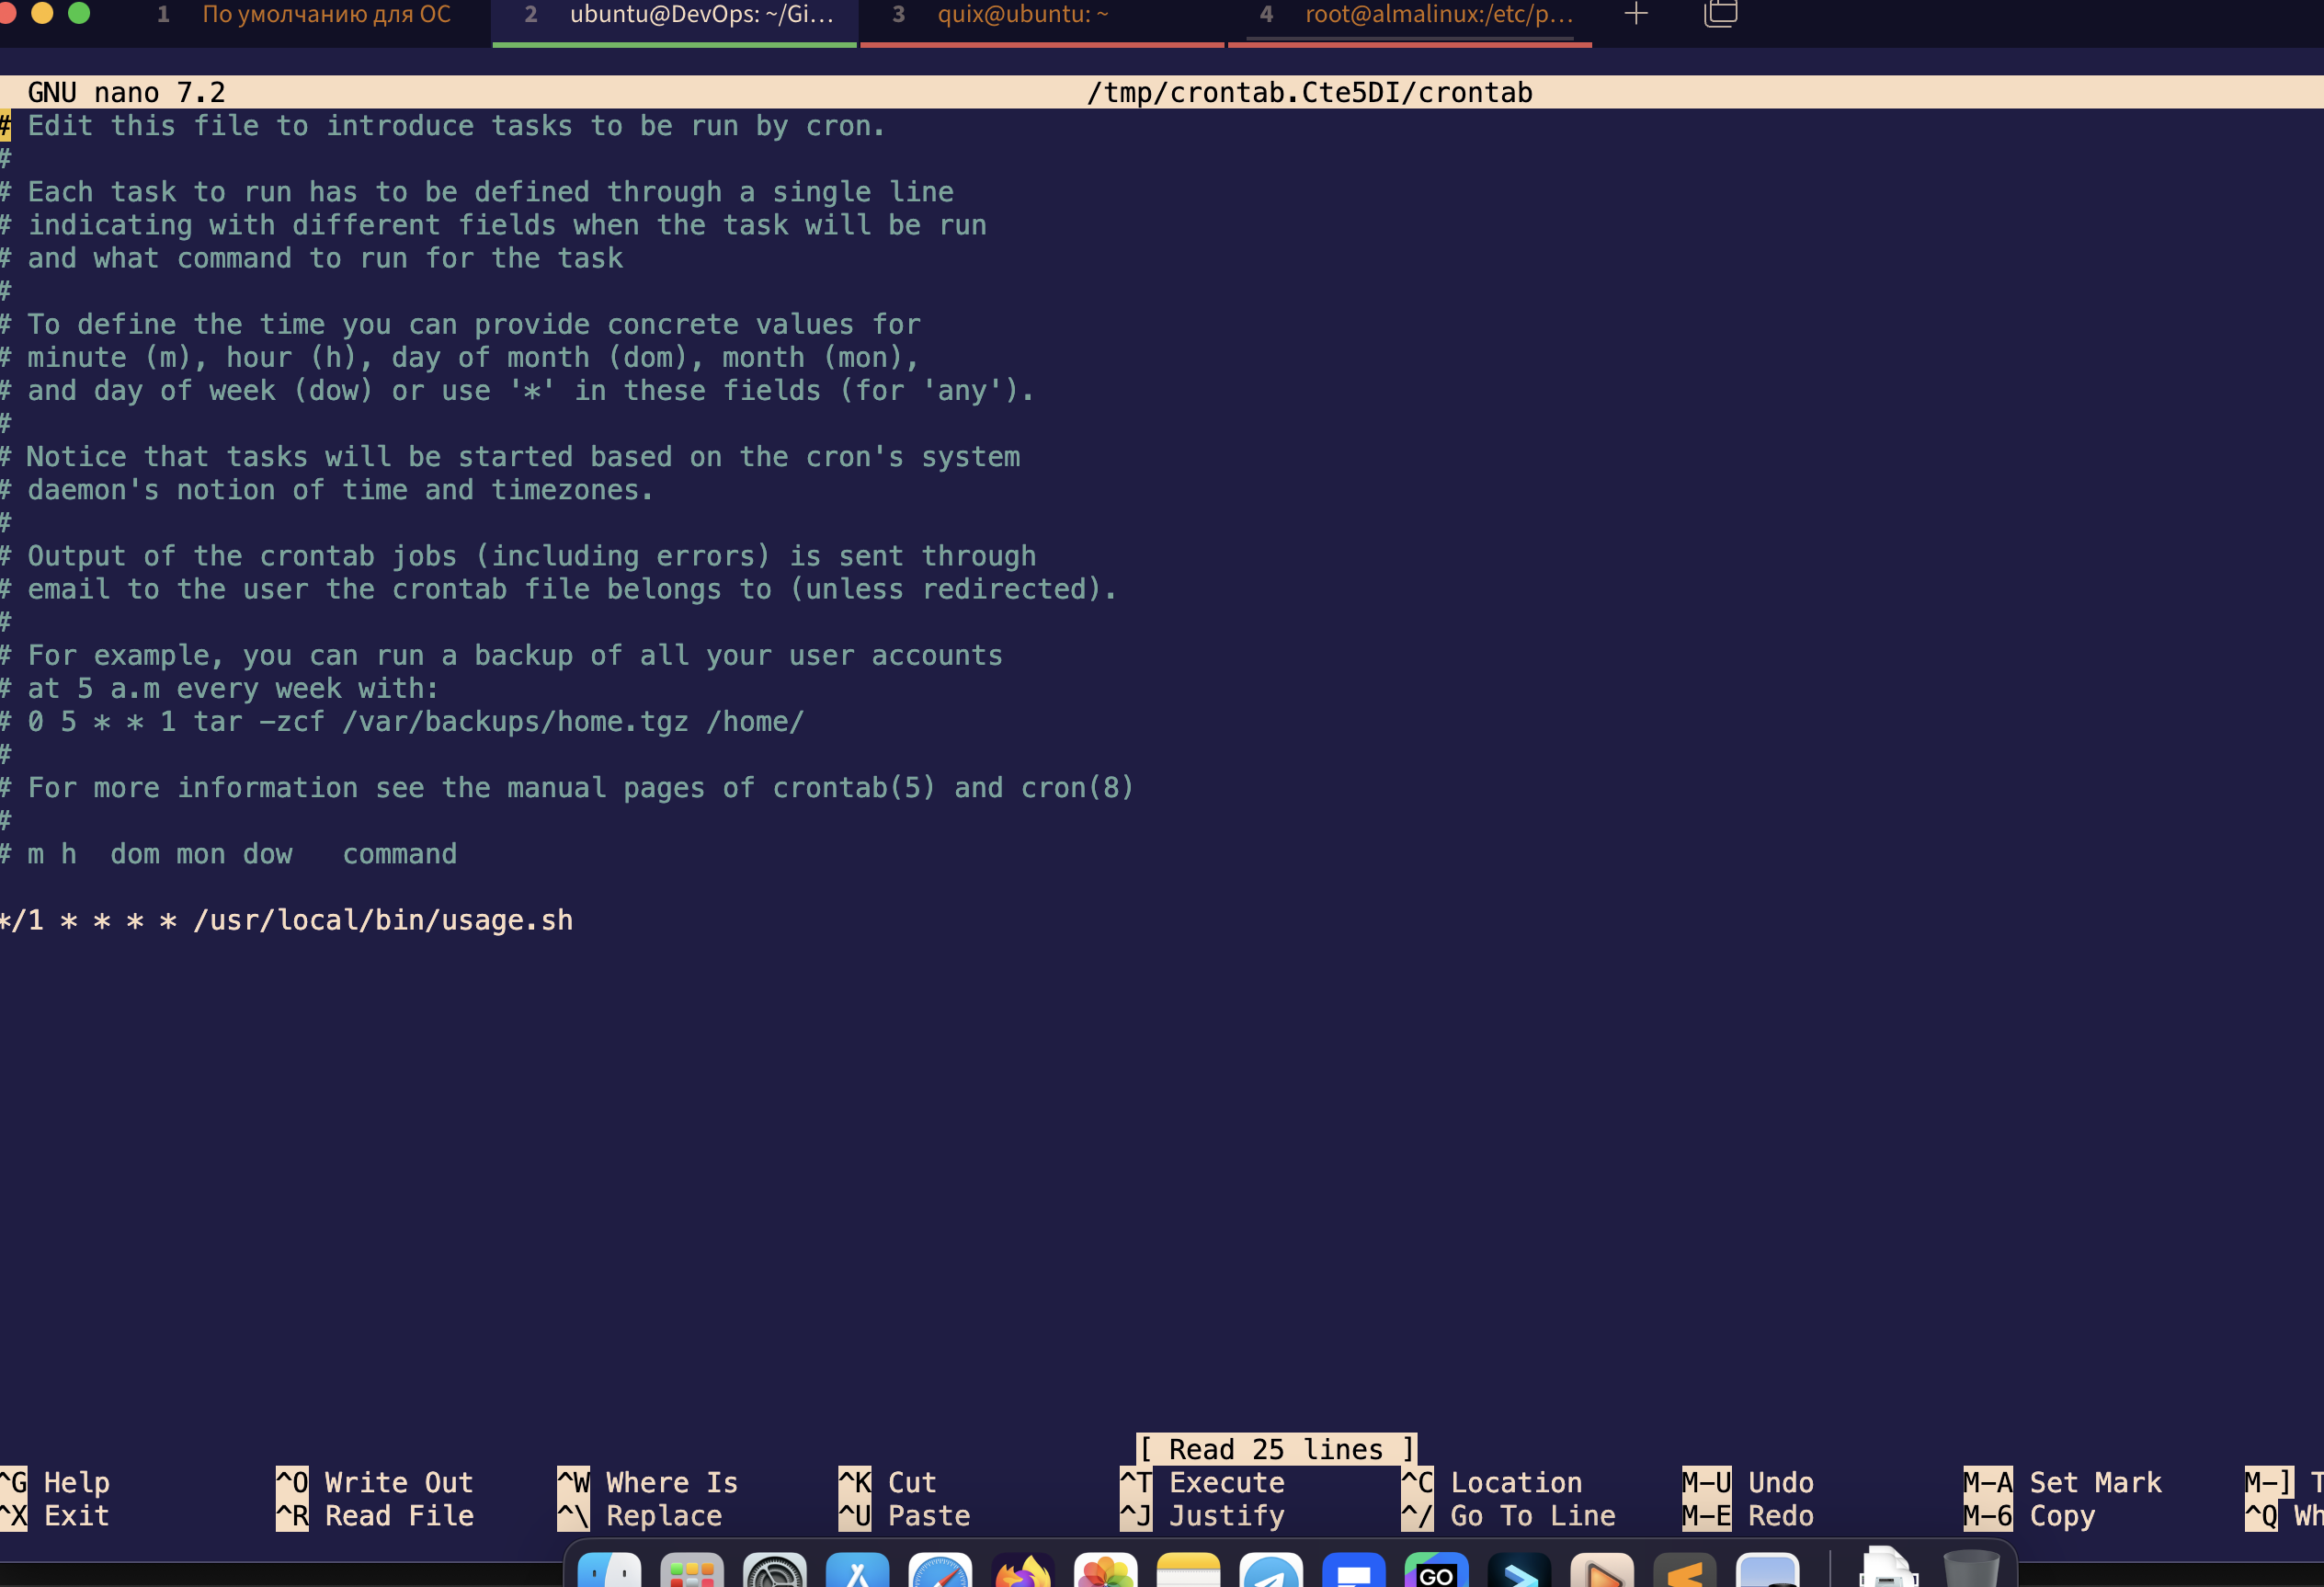 1 По умолчанию для ОС 2 ubuntu@DevOps: ~/Gi… 3 quix@ubuntu: ~ 4 root@almalinux:/etc/p…
GNU nano 7.2 /tmp/crontab.Cte5DI/crontab
# Edit this file to introduce tasks to be run by cron.
#
# Each task to run has to be defined through a single line
# indicating with different fields when the task will be run
# and what command to run for the task
#
# To define the time you can provide concrete values for
# minute (m), hour (h), day of month (dom), month (mon),
# and day of week (dow) or use '*' in these fields (for 'any').
#
# Notice that tasks will be started based on the cron's system
# daemon's notion of time and timezones.
#
# Output of the crontab jobs (including errors) is sent through
# email to the user the crontab file belongs to (unless redirected).
#
# For example, you can run a backup of all your user accounts
# at 5 a.m every week with:
# 0 5 * * 1 tar -zcf /var/backups/home.tgz /home/
#
# For more information see the manual pages of crontab(5) and cron(8)
#
# m h  dom mon dow   command
*/1 * * * * /usr/local/bin/usage.sh
[ Read 25 lines ]
^G Help ^O Write Out ^W Where Is ^K Cut ^T Execute ^C Location M-U Undo M-A Set Mark M-] T
^X Exit ^R Read File ^\ Replace ^U Paste ^J Justify ^/ Go To Line M-E Redo M-6 Copy ^Q Wh
GO